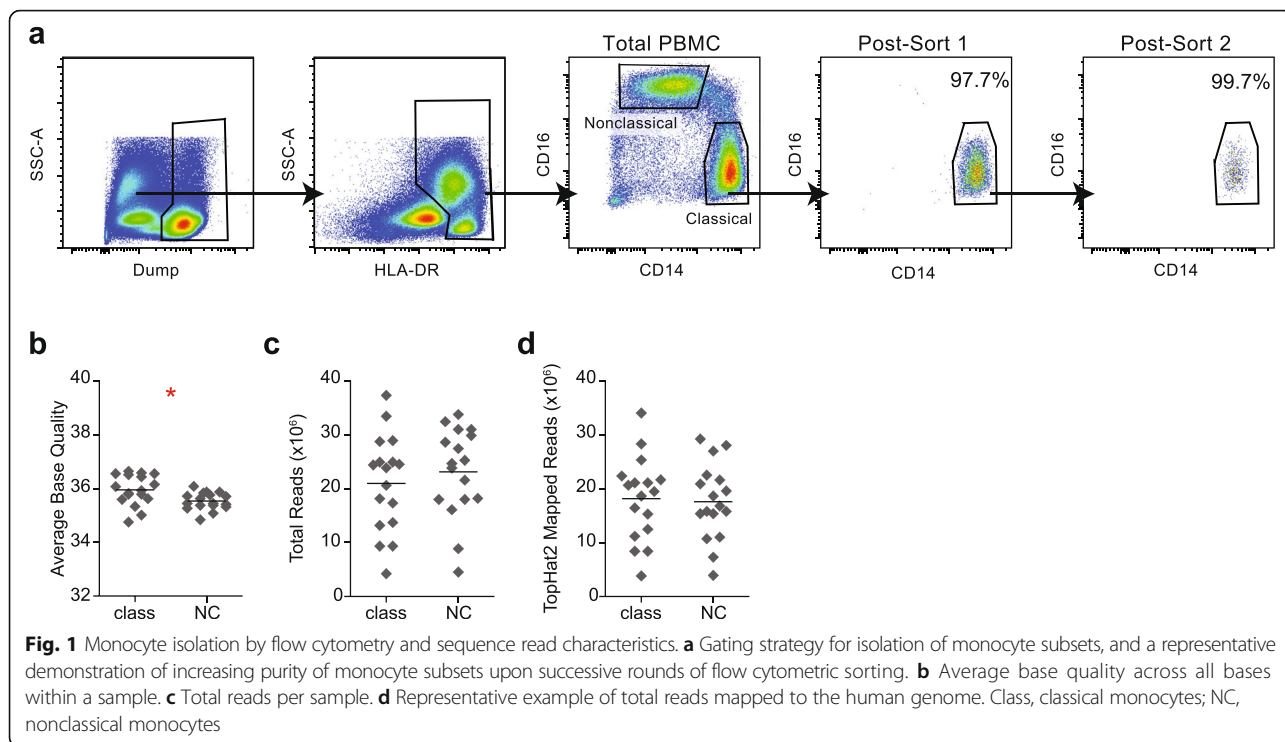 a
Total PBMC
Post-Sort 1
Post-Sort 2
SSC-A
SSC-A
CD16
CD16
CD16
97.7%
99.7%
Nonclassical
Classical
Dump
HLA-DR
CD14
CD14
CD14
b
c
d
Average Base Quality
40
38
36
34
32
*
class
NC
Total Reads (x10⁶)
40
30
20
10
0
class
NC
TopHat2 Mapped Reads (x10⁶)
40
30
20
10
0
class
NC
Fig. 1 Monocyte isolation by flow cytometry and sequence read characteristics. a Gating strategy for isolation of monocyte subsets, and a representative
demonstration of increasing purity of monocyte subsets upon successive rounds of flow cytometric sorting. b Average base quality across all bases
within a sample. c Total reads per sample. d Representative example of total reads mapped to the human genome. Class, classical monocytes; NC,
nonclassical monocytes